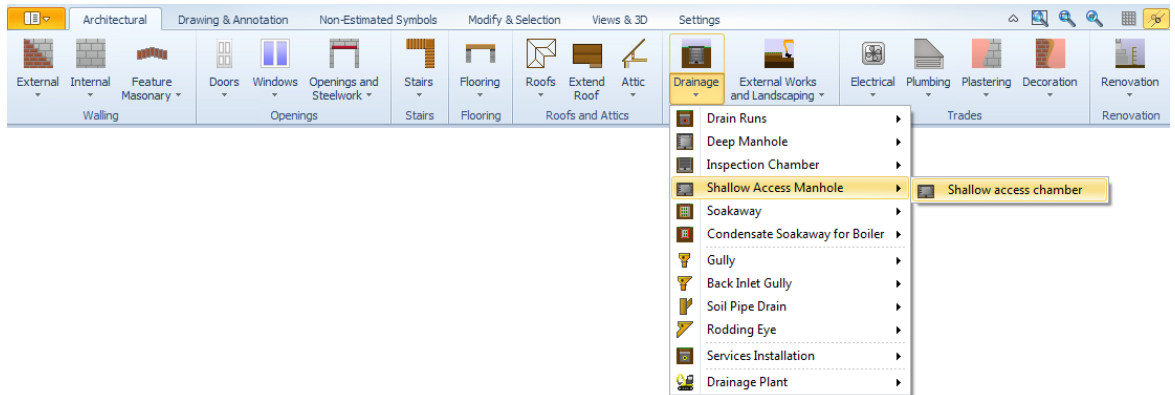 Architectural
Drawing & Annotation
Non-Estimated Symbols
Modify & Selection
Views & 3D
Settings
External
Internal
Feature
Masonary
Doors
Windows
Openings and
Steelwork
Stairs
Flooring
Roofs
Extend
Roof
Attic
Drainage
External Works
and Landscaping
Electrical
Plumbing
Plastering
Decoration
Renovation
Walling
Openings
Stairs
Flooring
Roofs and Attics
Trades
Renovation
Drain Runs
Deep Manhole
Inspection Chamber
Shallow Access Manhole
Shallow access chamber
Soakaway
Condensate Soakaway for Boiler
Gully
Back Inlet Gully
Soil Pipe Drain
Rodding Eye
Services Installation
Drainage Plant